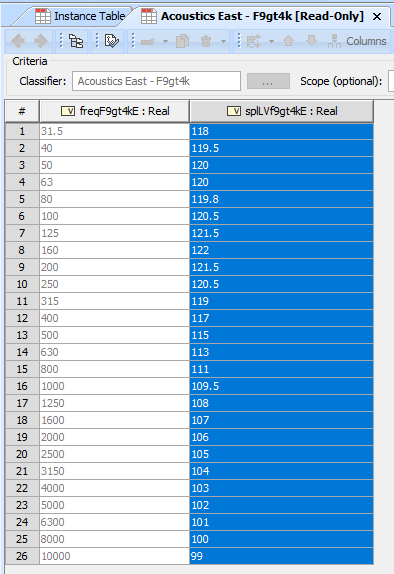 Instance Table Acoustics East - F9gt4k [Read-Only]
Columns
Criteria
Classifier: Acoustics East - F9gt4k ... Scope (optional):
# freqF9gt4kE : Real splLVf9gt4kE : Real
1 31.5 118
2 40 119.5
3 50 120
4 63 120
5 80 119.8
6 100 120.5
7 125 121.5
8 160 122
9 200 121.5
10 250 120.5
11 315 119
12 400 117
13 500 115
14 630 113
15 800 111
16 1000 109.5
17 1250 108
18 1600 107
19 2000 106
20 2500 105
21 3150 104
22 4000 103
23 5000 102
24 6300 101
25 8000 100
26 10000 99